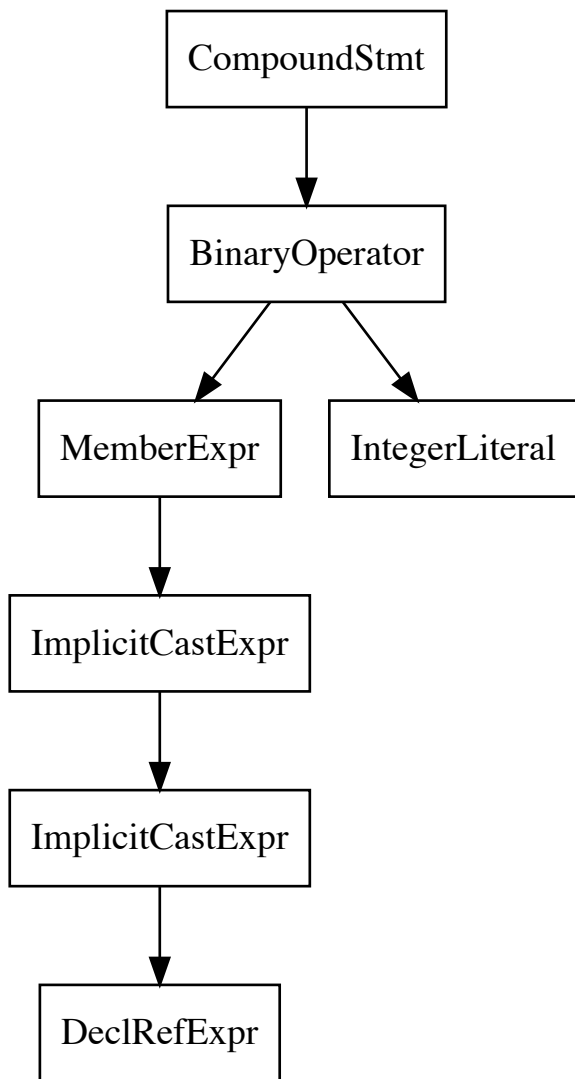 CompoundStmt
BinaryOperator
MemberExpr
IntegerLiteral
ImplicitCastExpr
ImplicitCastExpr
DeclRefExpr